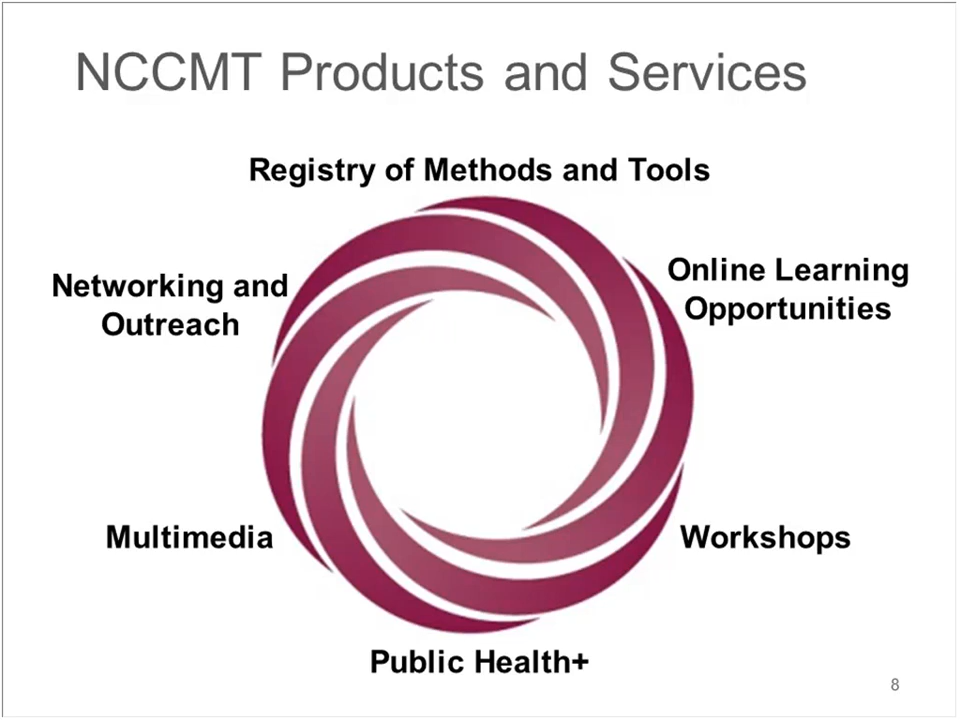 NCCMT Products and Services
Registry of Methods and Tools
Online Learning
Opportunities
Networking and
Outreach
Multimedia
Workshops
Public Health+
8